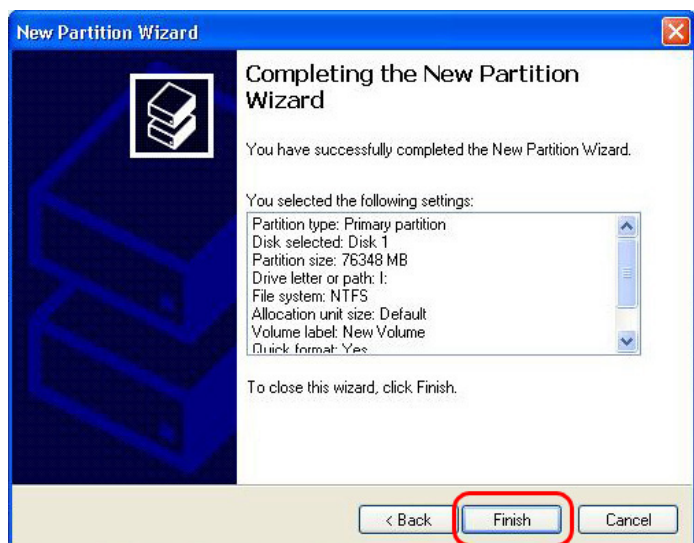 New Partition Wizard
Completing the New Partition
Wizard
You have successfully completed the New Partition Wizard.
You selected the following settings:
Partition type: Primary partition
Disk selected: Disk 1
Partition size: 76348 MB
Drive letter or path: I:
File system: NTFS
Allocation unit size: Default
Volume label: New Volume
Quick format: Yes
To close this wizard, click Finish.
< Back
Finish
Cancel